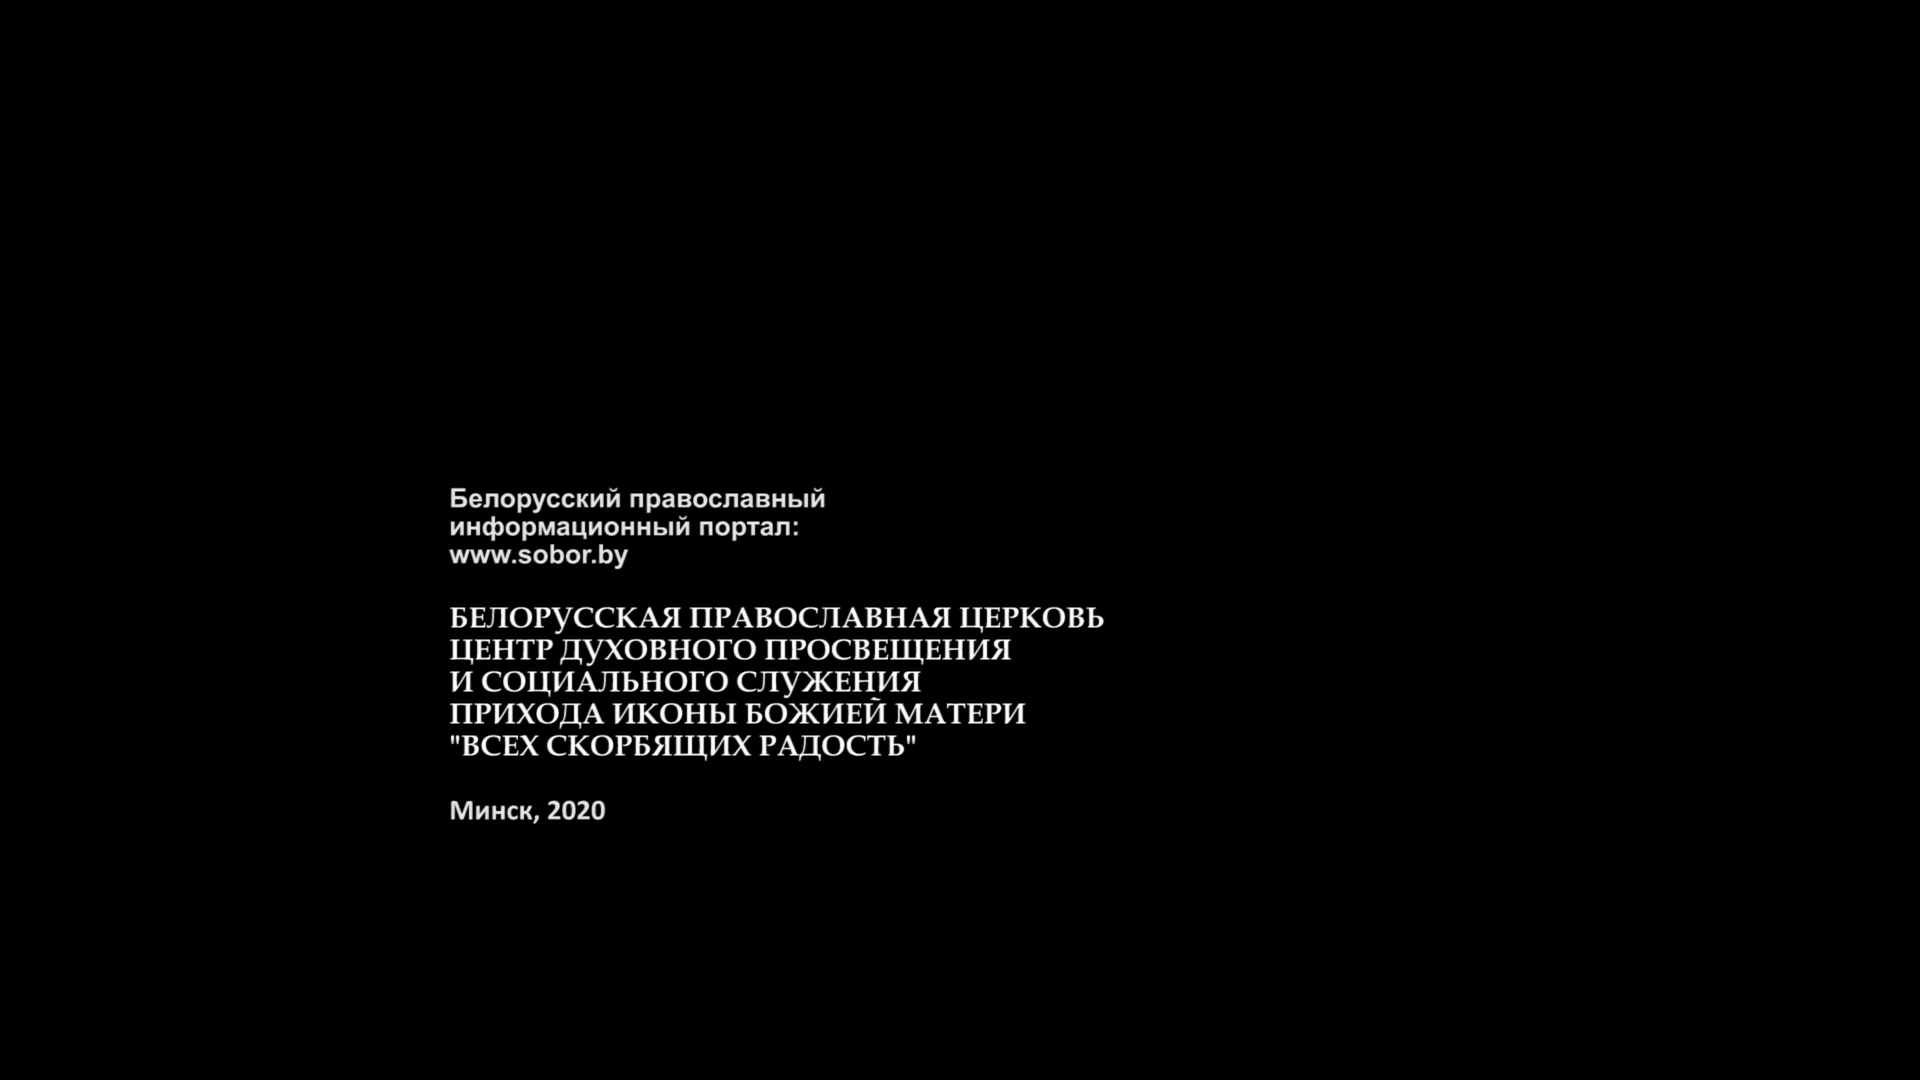 Белорусский православный
информационный портал:
www.sobor.by
БЕЛОРУССКАЯ ПРАВОСЛАВНАЯ ЦЕРКОВЬ
ЦЕНТР ДУХОВНОГО ПРОСВЕЩЕНИЯ
И СОЦИАЛЬНОГО СЛУЖЕНИЯ
ПРИХОДА ИКОНЫ БОЖИЕЙ МАТЕРИ
"ВСЕХ СКОРБЯЩИХ РАДОСТЬ"
Минск, 2020